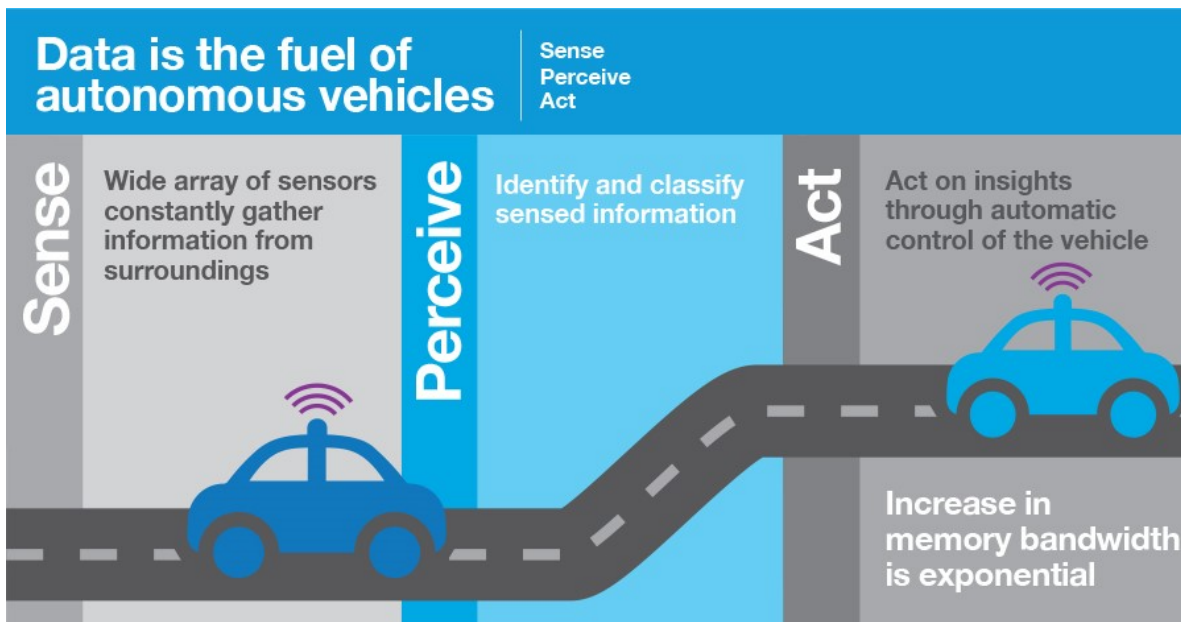 Data is the fuel of
autonomous vehicles
Sense
Perceive
Act
Sense
Wide array of sensors
constantly gather
information from
surroundings
Perceive
Identify and classify
sensed information
Act
Act on insights
through automatic
control of the vehicle
Increase in
memory bandwidth
is exponential